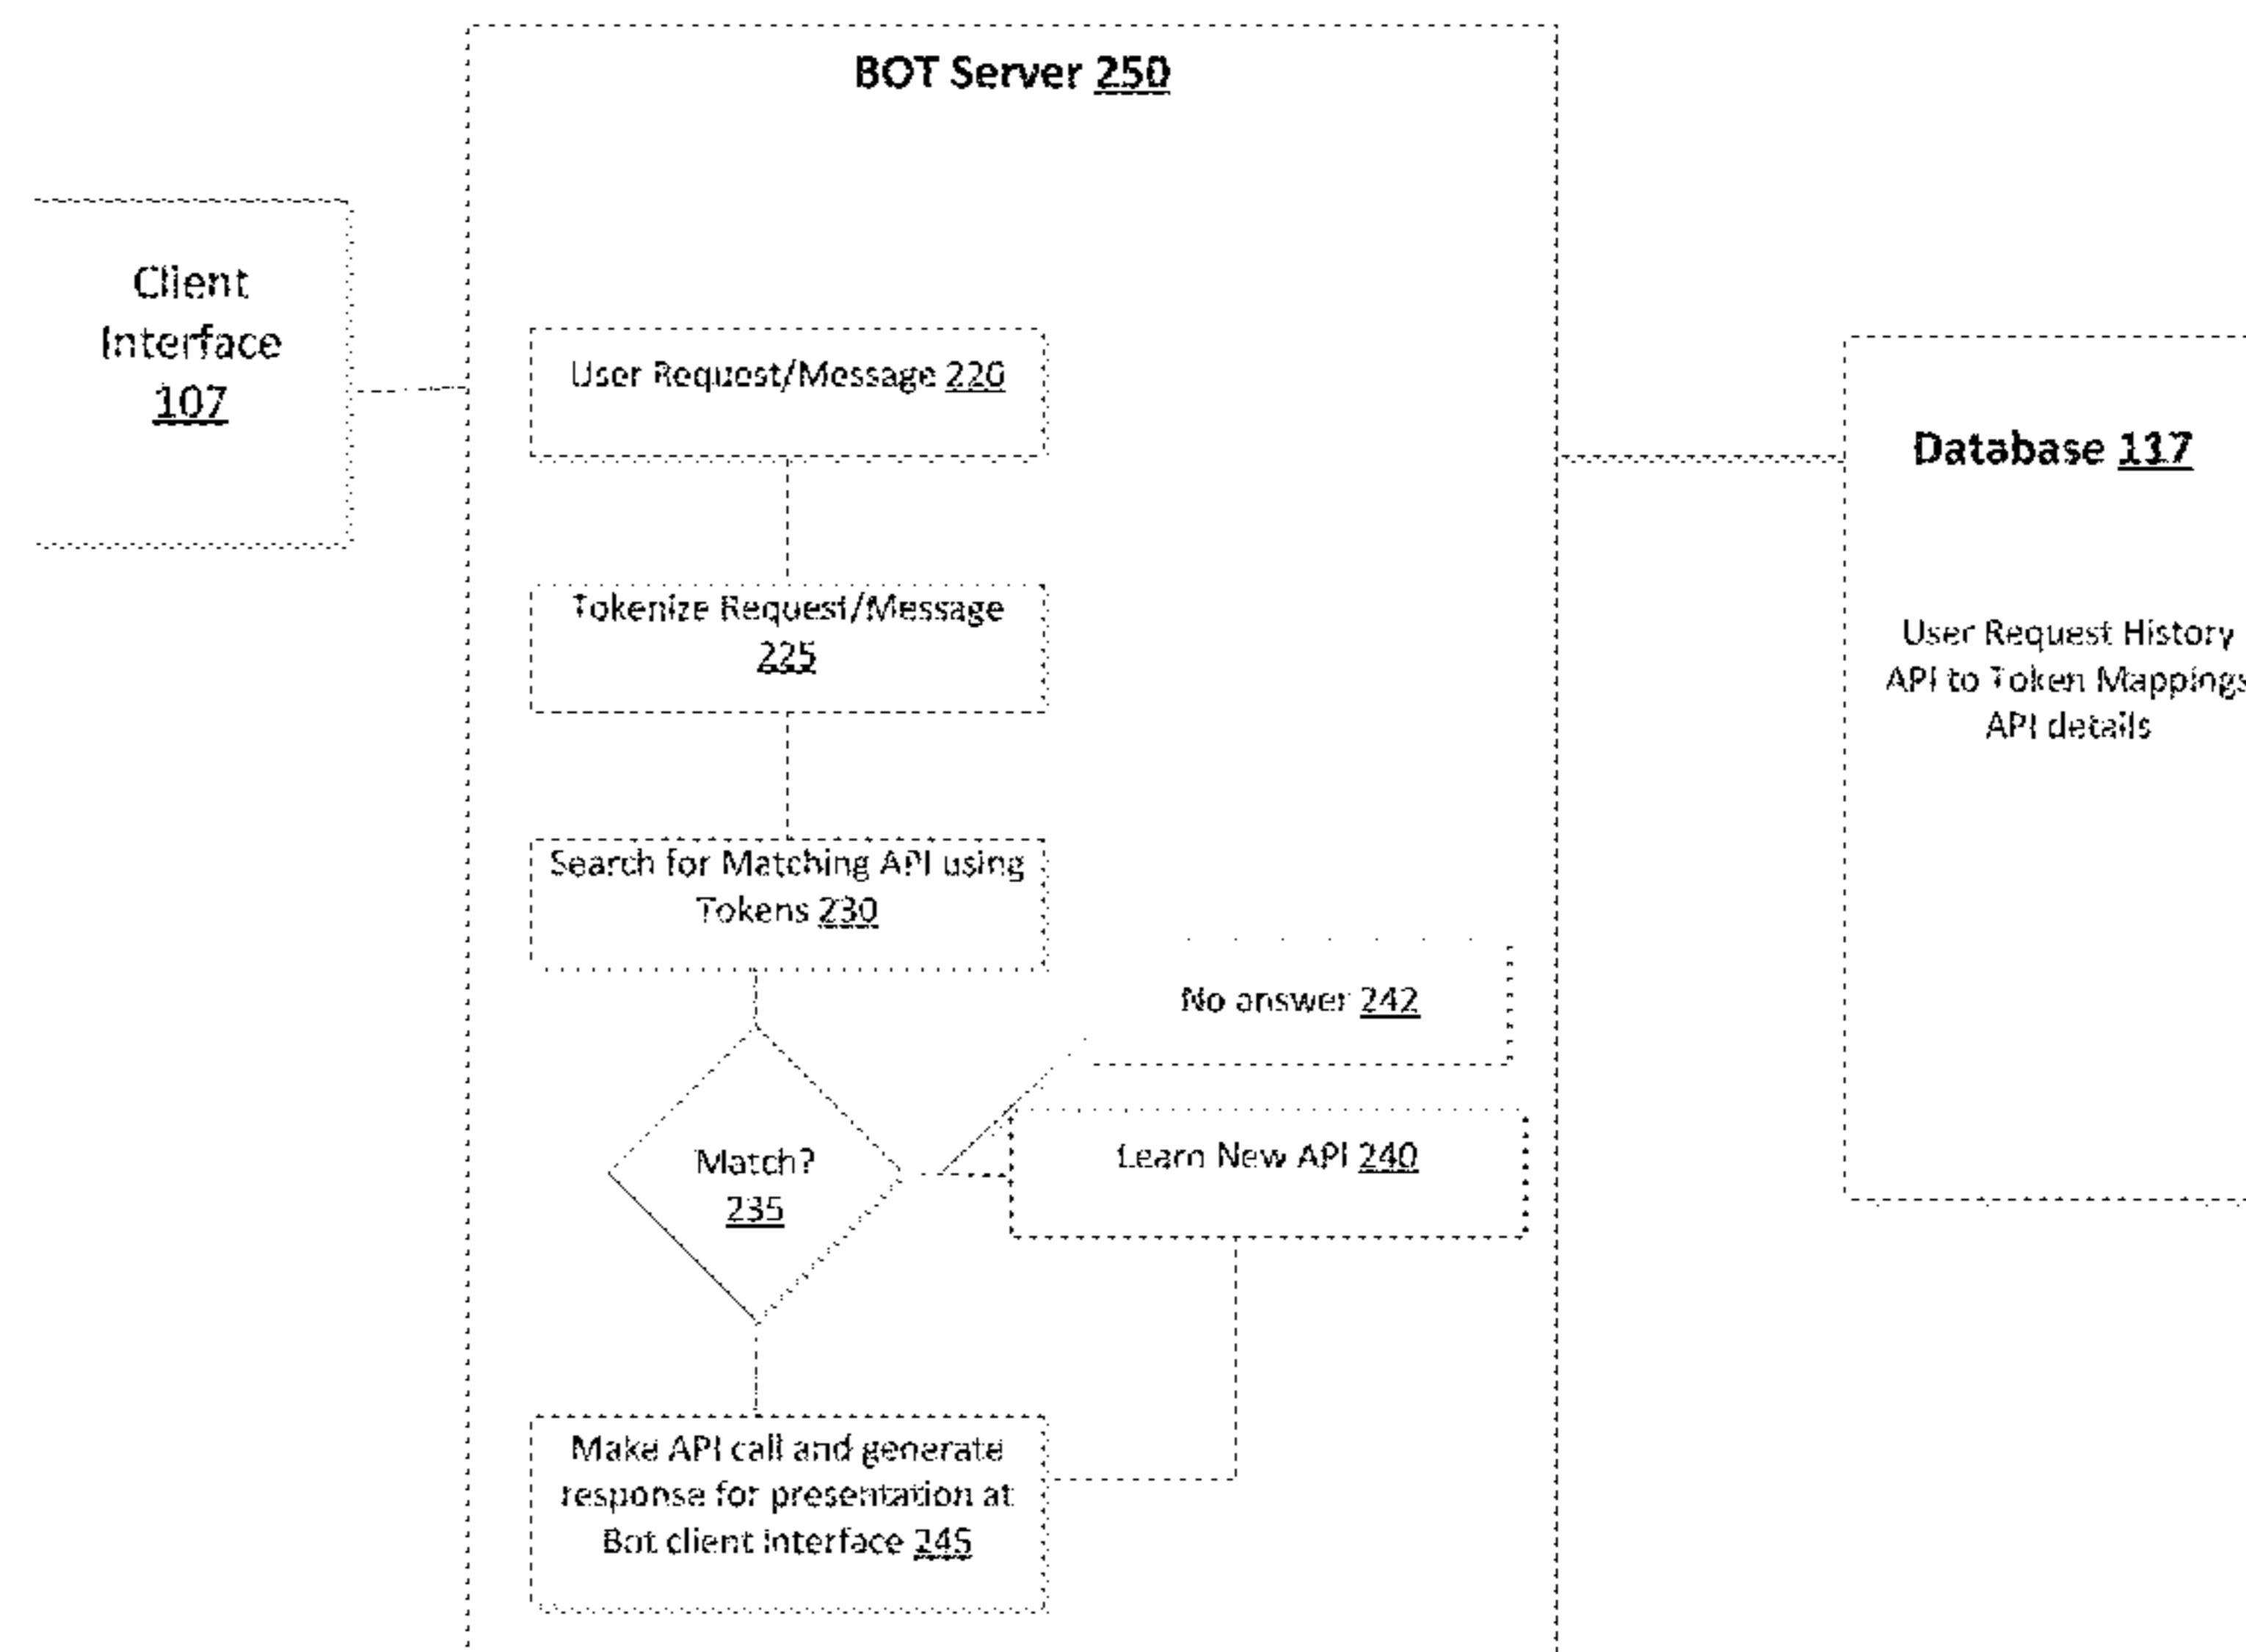 BOT Server 250
Client
Interface
107
User Request/Message 220
Tokenize Request/Message
225
Search for Matching API using
Tokens 230
No answer 242
Match?
235
Learn New API 240
Make API call and generate
response for presentation at
Bot client interface 245
Database 117
User Request History
API to Token Mappings
API details